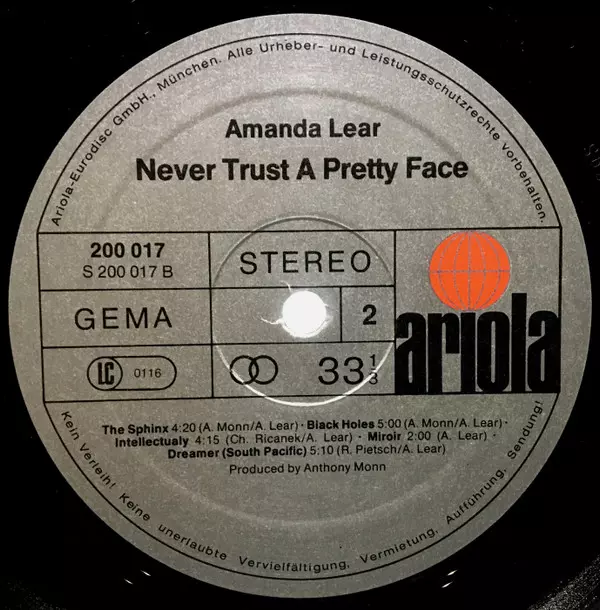 Ariola-Eurodisc GmbH., München. Alle Urheber- und Leistungsschutzrechte vorbehalten.
Amanda Lear
Never Trust A Pretty Face
200 017
S 200 017 B
STEREO
GEMA
2
LC 0116
33 1/3
ariola
The Sphinx 4:20 (A. Monn/A. Lear) · Black Holes 5:00 (A. Monn/A. Lear) ·
Intellectualy 4:15 (Ch. Ricanek/A. Lear) · Miroir 2:00 (A. Lear) ·
Dreamer (South Pacific) 5:10 (R. Pietsch/A. Lear)
Produced by Anthony Monn
Kein Verleih! Keine unerlaubte Vervielfältigung, Vermietung, Aufführung, Sendung!